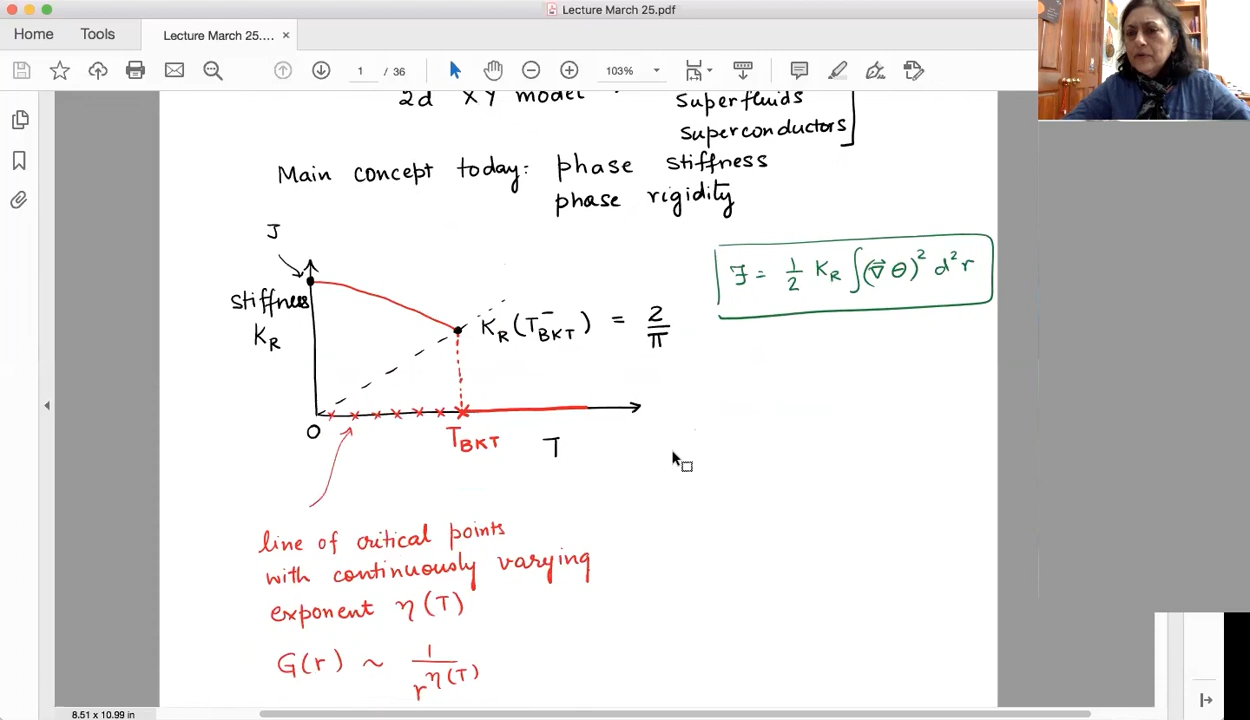 Lecture March 25.pdf
Home
Tools
Lecture March 25....
1 / 36
103%
2d XY model
superfluids
superconductors
Main concept today: phase stiffness
phase rigidity
J
stiffness
K_R
K_R(T_BKT^-) = 2/π
ℱ = 1/2 K_R ∫(∇⃗θ)² d²r
0
T_BKT
T
line of critical points
with continuously varying
exponent η(T)
G(r) ~ 1/r^η(T)
8.51 x 10.99 in